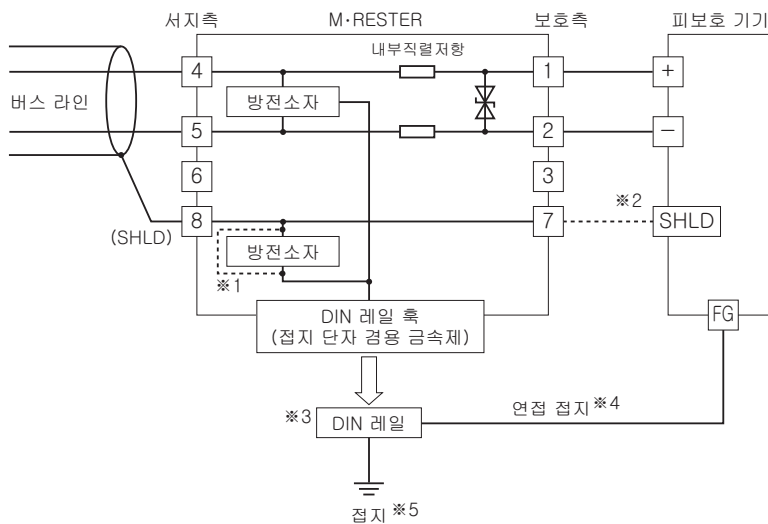 서지측
M·RESTER
보호측
피보호 기기
내부직렬저항
4
1
+
버스 라인
방전소자
5
2
−
6
3
※2
8
7
SHLD
(SHLD)
방전소자
※1
DIN 레일 훅
(접지 단자 겸용 금속제)
FG
연접 접지※4
※3
DIN 레일
접지※5